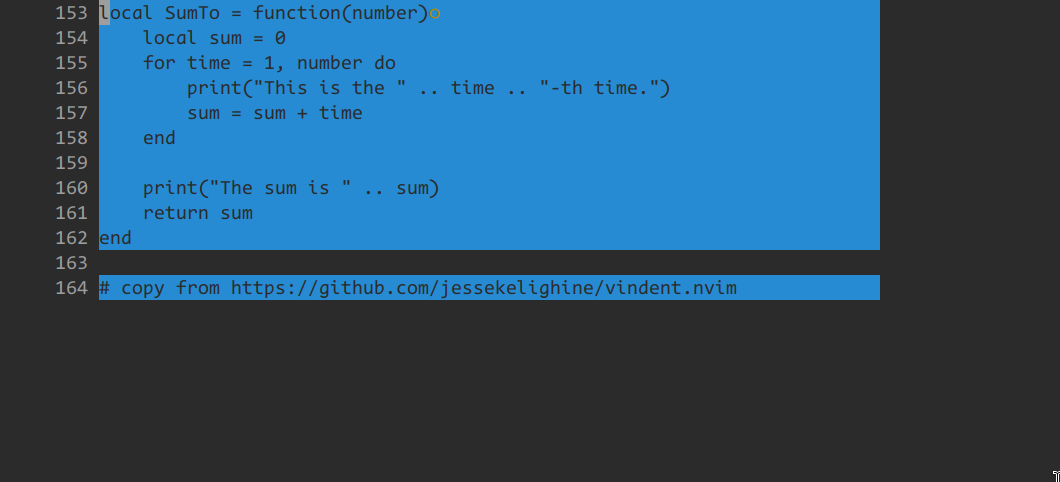 153 local SumTo = function(number)○
154     local sum = 0
155     for time = 1, number do
156         print("This is the " .. time .. "-th time.")
157         sum = sum + time
158     end
159
160     print("The sum is " .. sum)
161     return sum
162 end
163
164 # copy from https://github.com/jessekelighine/vindent.nvim